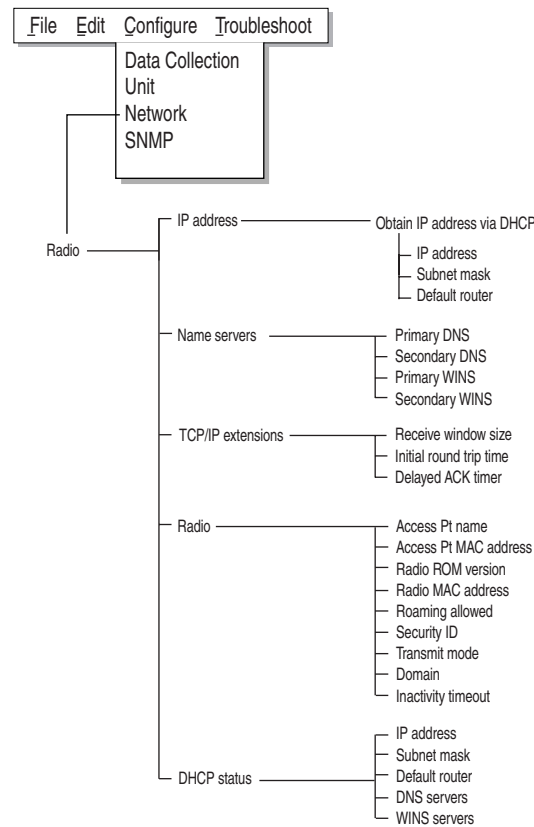 File Edit Configure Troubleshoot
Data Collection
Unit
Network
SNMP
Radio
IP address
Obtain IP address via DHCP
IP address
Subnet mask
Default router
Name servers
Primary DNS
Secondary DNS
Primary WINS
Secondary WINS
TCP/IP extensions
Receive window size
Initial round trip time
Delayed ACK timer
Radio
Access Pt name
Access Pt MAC address
Radio ROM version
Radio MAC address
Roaming allowed
Security ID
Transmit mode
Domain
Inactivity timeout
DHCP status
IP address
Subnet mask
Default router
DNS servers
WINS servers